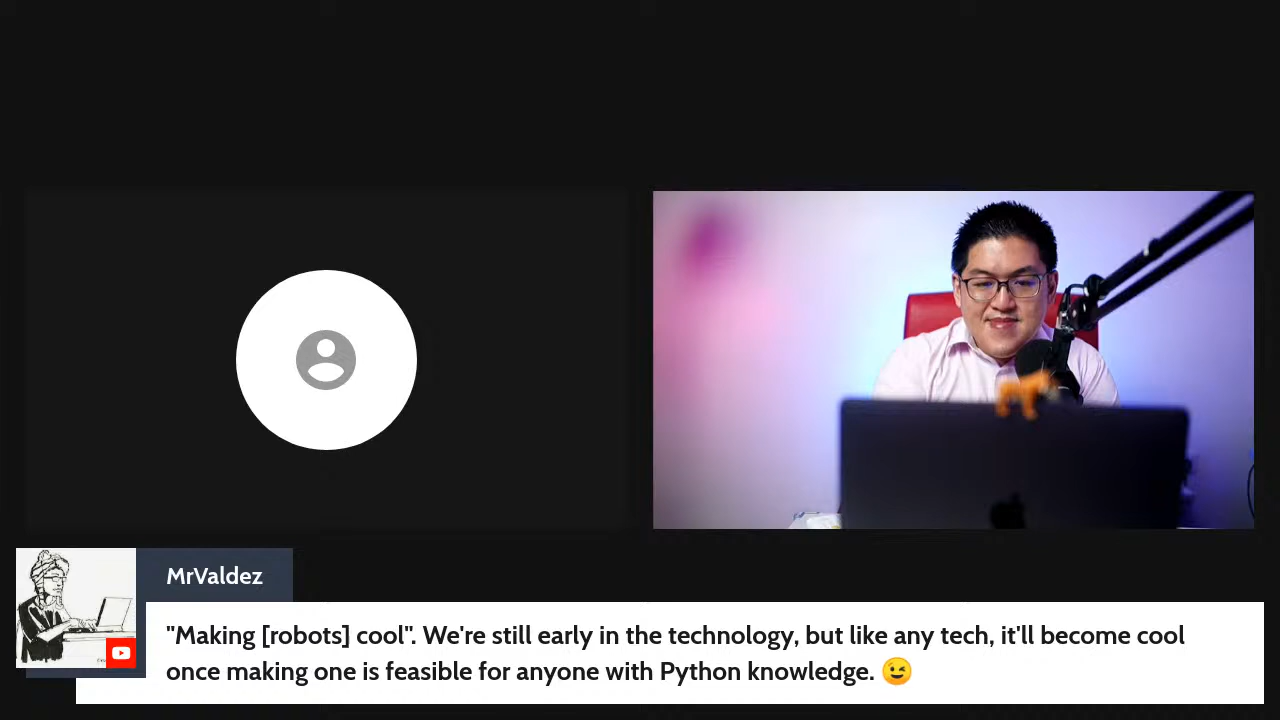 MrValdez
"Making [robots] cool". We're still early in the technology, but like any tech, it'll become cool
once making one is feasible for anyone with Python knowledge. 😉